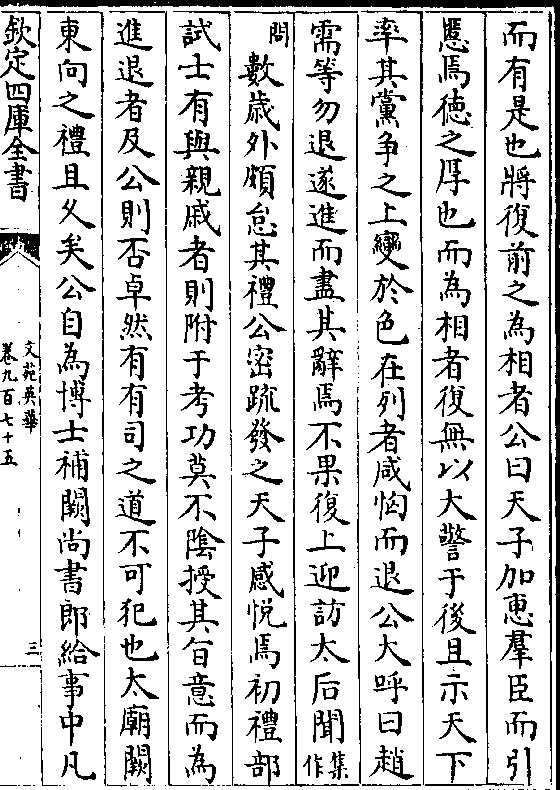 而有是也將復前之為相者公曰天子加恵羣臣而引
慝焉徳之厚也而為相者復無以大警于後且示天下
率其黨争之上變於色在列者咸恟而退公大呼曰趙
需等勿退遂進而盡其辭焉不果復上迎訪太后聞集作
問數歳外頗怠其禮公密疏發之天子感悦焉初禮部
試士有與親戚者則附于考功莫不陰授其㫖意而為
進退者及公則否卓然有有司之道不可犯也太廟闕
東向之禮且久矣公自為博士補闕尚書郎給事中凡
欽定四庫全書
文苑英華
卷九百七十五
三